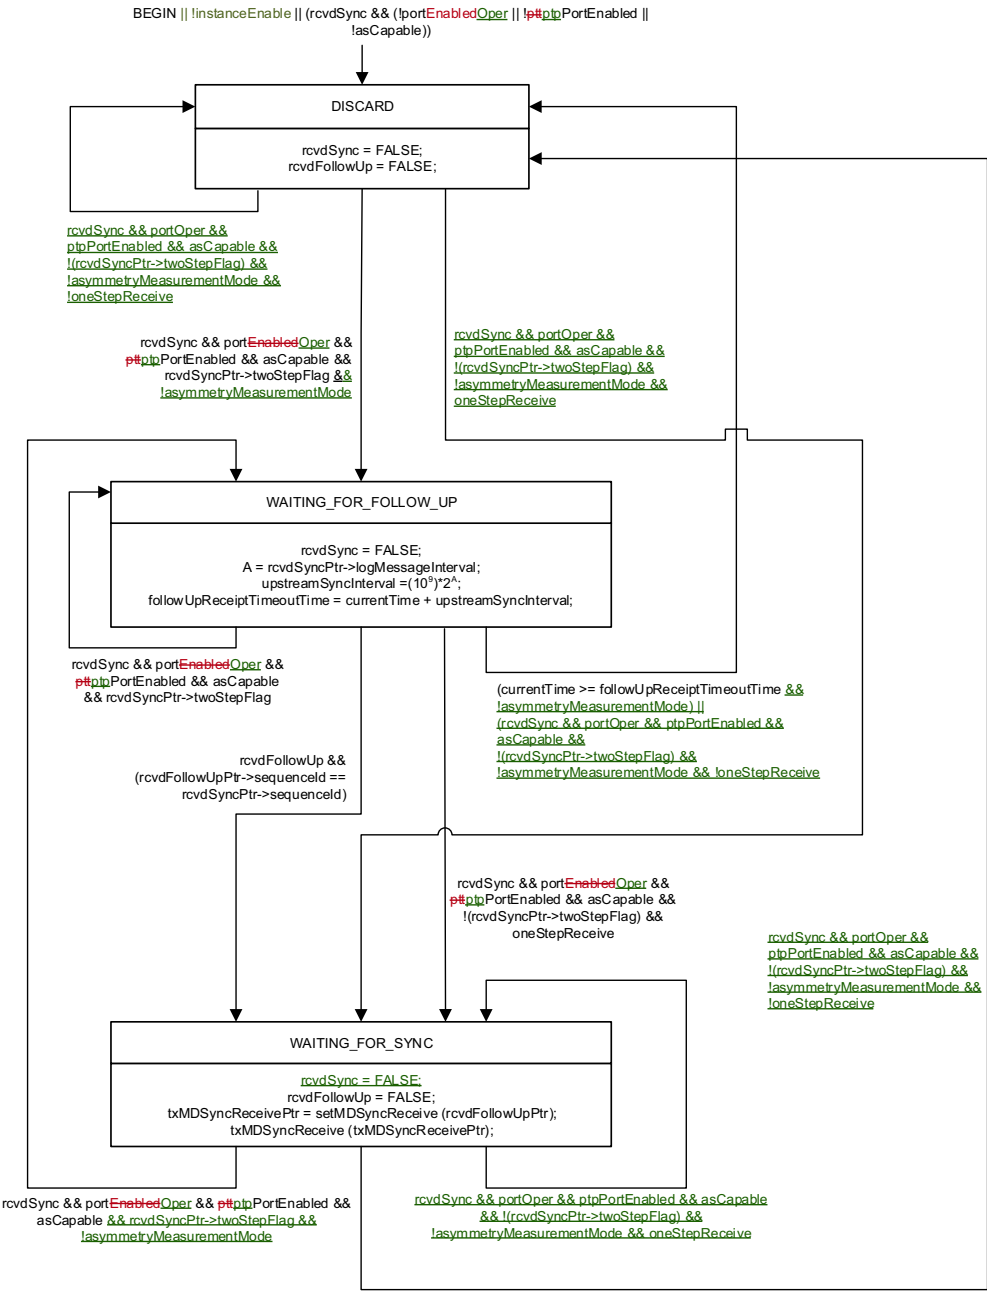 BEGIN || !instanceEnable || (rcvdSync && (!portEnabledOper || !pttptpPortEnabled ||
!asCapable))
DISCARD
rcvdSync = FALSE;
rcvdFollowUp = FALSE;
rcvdSync && portOper &&
ptpPortEnabled && asCapable &&
!(rcvdSyncPtr->twoStepFlag) &&
!asymmetryMeasurementMode &&
!oneStepReceive
rcvdSync && portEnabledOper &&
pttptpPortEnabled && asCapable &&
rcvdSyncPtr->twoStepFlag &&
!asymmetryMeasurementMode
rcvdSync && portOper &&
ptpPortEnabled && asCapable &&
!(rcvdSyncPtr->twoStepFlag) &&
!asymmetryMeasurementMode &&
oneStepReceive
WAITING_FOR_FOLLOW_UP
rcvdSync = FALSE;
A = rcvdSyncPtr->logMessageInterval;
upstreamSyncInterval =(10⁹)*2ᴬ;
followUpReceiptTimeoutTime = currentTime + upstreamSyncInterval;
rcvdSync && portEnabledOper &&
pttptpPortEnabled && asCapable
&& rcvdSyncPtr->twoStepFlag
(currentTime >= followUpReceiptTimeoutTime &&
!asymmetryMeasurementMode) ||
(rcvdSync && portOper && ptpPortEnabled &&
asCapable &&
!(rcvdSyncPtr->twoStepFlag) &&
!asymmetryMeasurementMode && !oneStepReceive
rcvdFollowUp &&
(rcvdFollowUpPtr->sequenceId ==
rcvdSyncPtr->sequenceId)
rcvdSync && portEnabledOper &&
pttptpPortEnabled && asCapable &&
!(rcvdSyncPtr->twoStepFlag) &&
oneStepReceive
rcvdSync && portOper &&
ptpPortEnabled && asCapable &&
!(rcvdSyncPtr->twoStepFlag) &&
!asymmetryMeasurementMode &&
!oneStepReceive
WAITING_FOR_SYNC
rcvdSync = FALSE;
rcvdFollowUp = FALSE;
txMDSyncReceivePtr = setMDSyncReceive (rcvdFollowUpPtr);
txMDSyncReceive (txMDSyncReceivePtr);
rcvdSync && portEnabledOper && pttptpPortEnabled &&
asCapable && rcvdSyncPtr->twoStepFlag &&
!asymmetryMeasurementMode
rcvdSync && portOper && ptpPortEnabled && asCapable
&& !(rcvdSyncPtr->twoStepFlag) &&
!asymmetryMeasurementMode && oneStepReceive